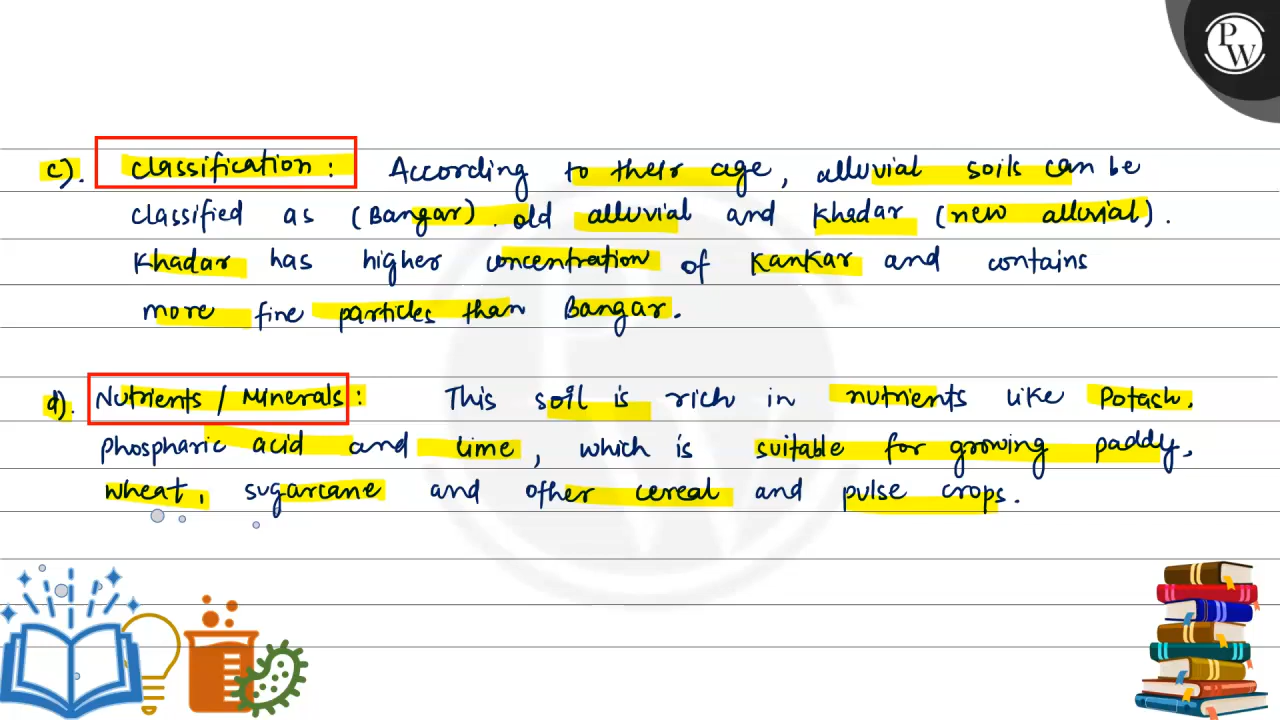 PW
c). Classification: According to their age, alluvial soils can be
classified as (Bangar). old alluvial and Khadar (new alluvial).
Khadar has higher concentration of Kankar and contains
more fine particles than Bangar.
d). Nutrients / Minerals: This soil is rich in nutrients like Potash,
phospharic acid and lime, which is suitable for growing paddy,
wheat, sugarcane and other cereal and pulse crops.